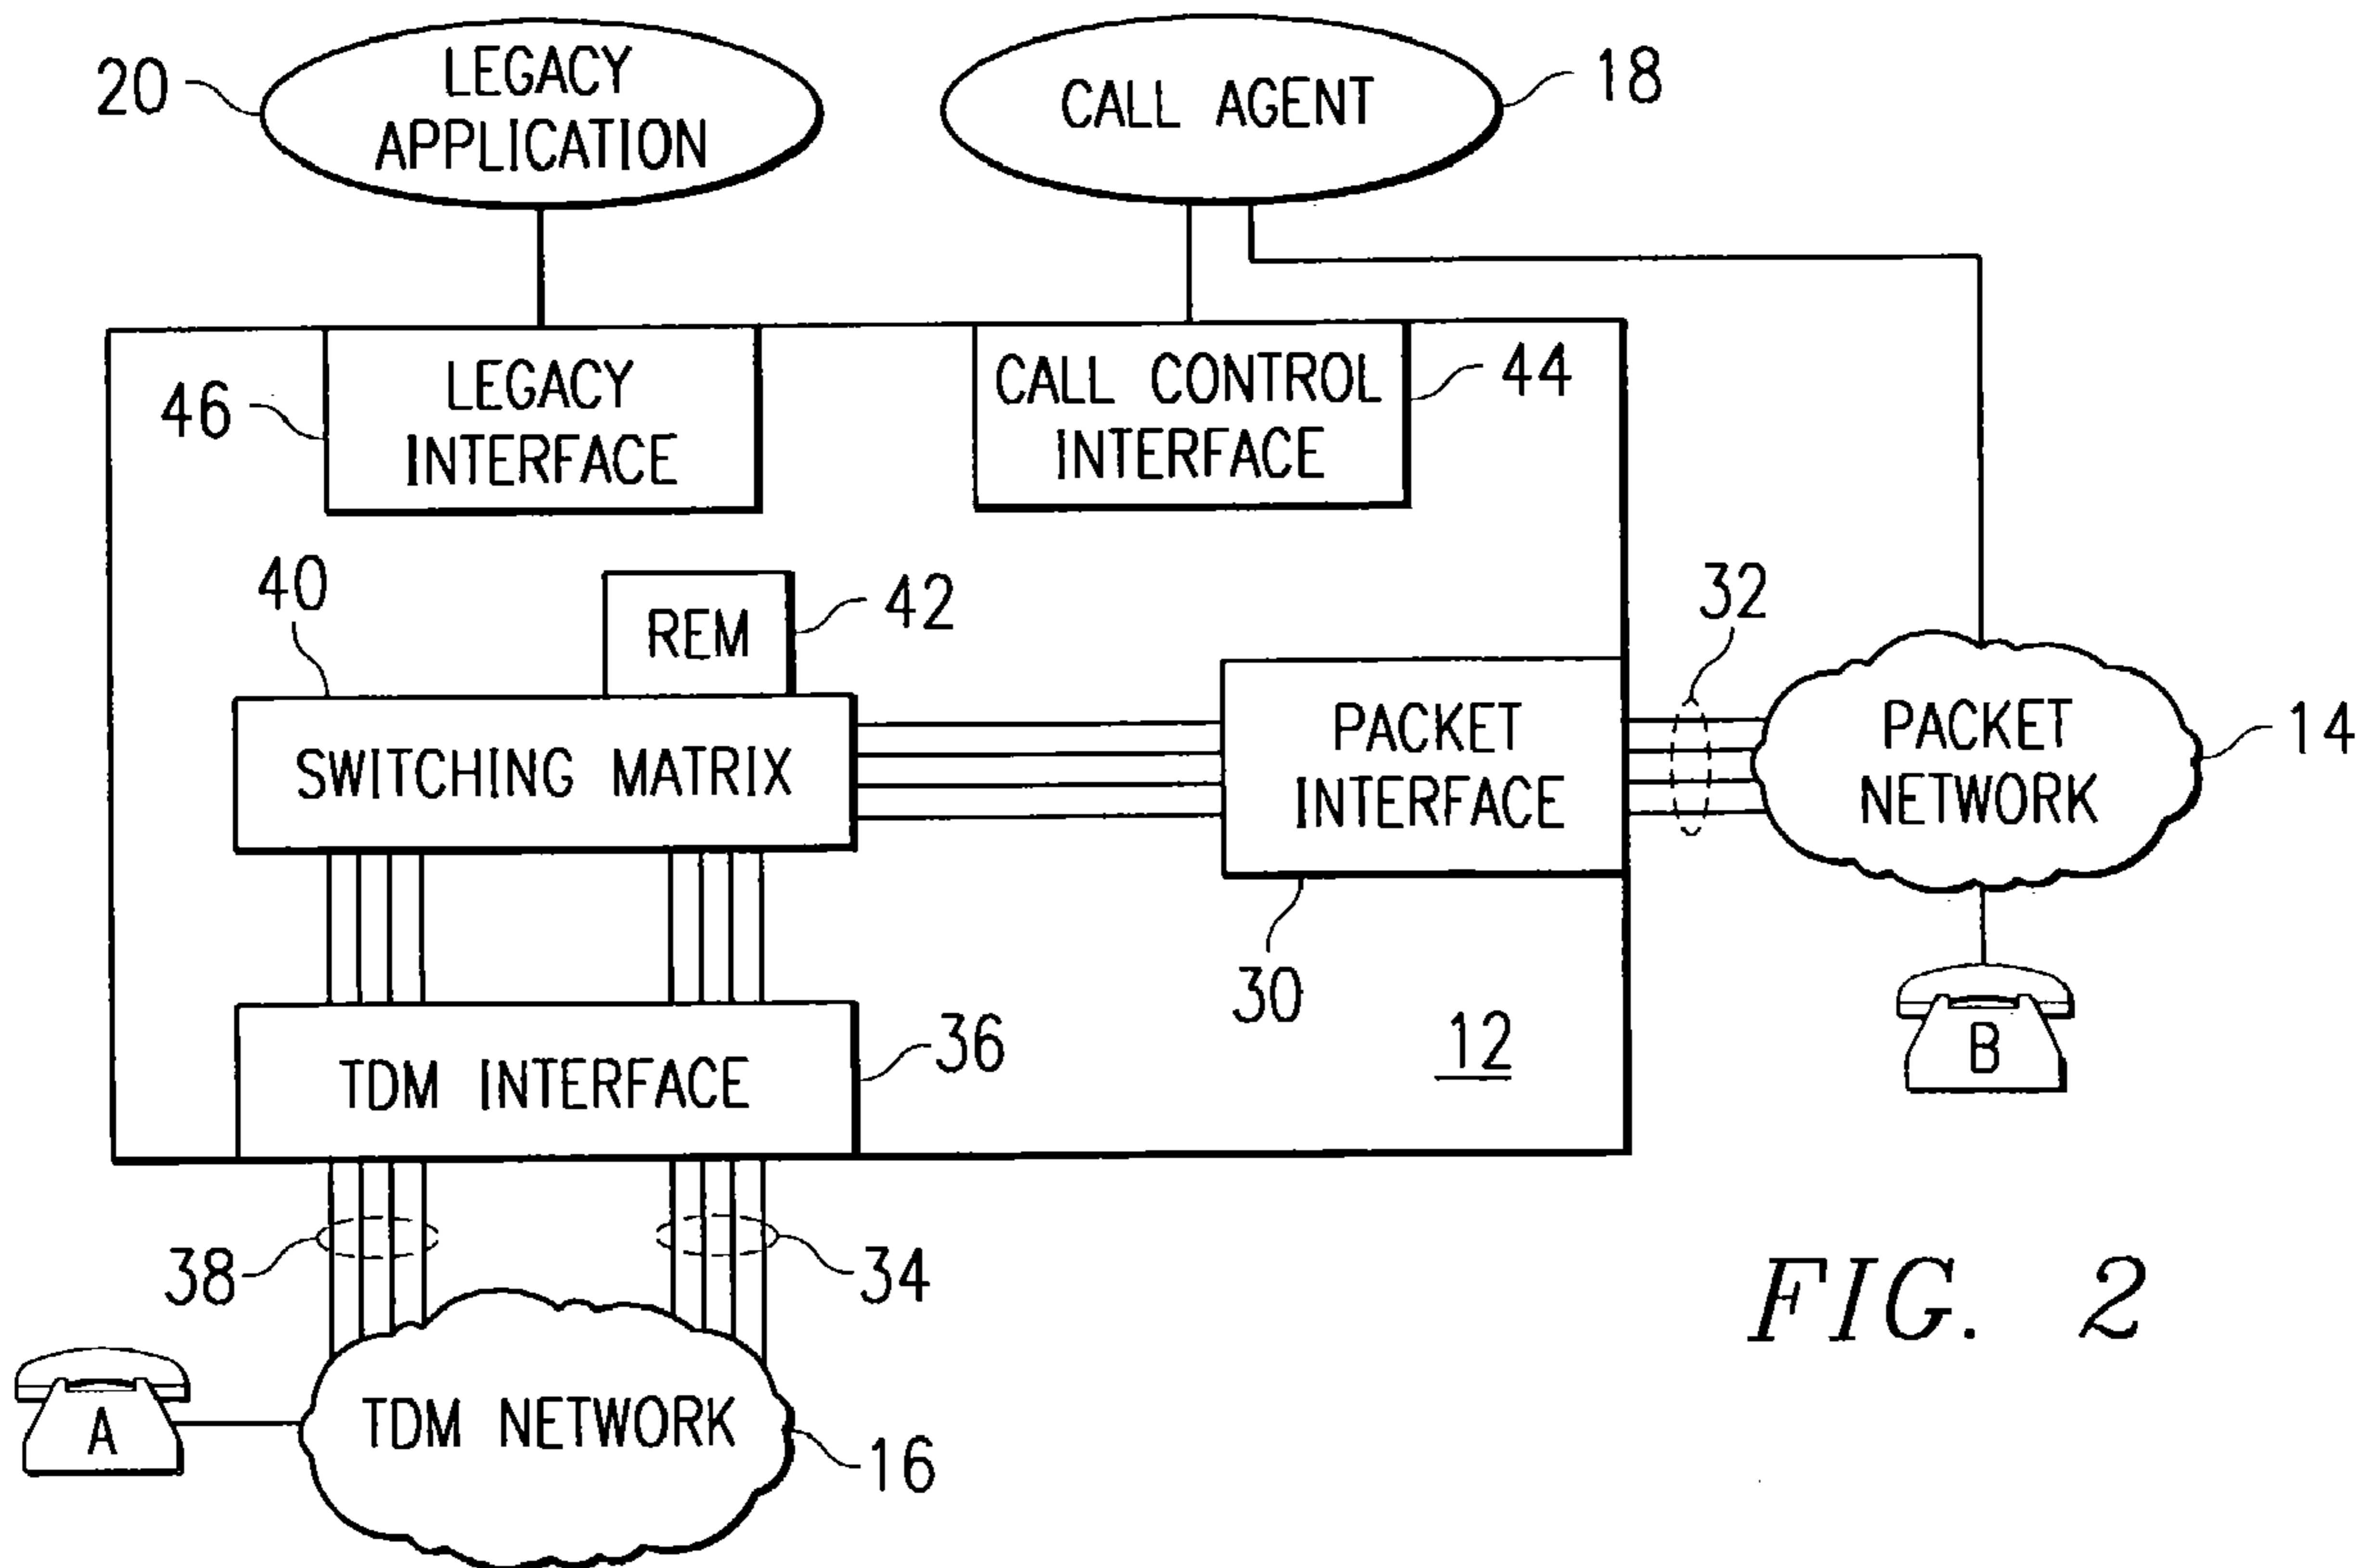 20
LEGACY
APPLICATION
CALL AGENT
18
46
LEGACY
INTERFACE
CALL CONTROL
INTERFACE
44
40
REM
42
32
SWITCHING MATRIX
PACKET
INTERFACE
PACKET
NETWORK
14
30
12
TDM INTERFACE
36
B
38
34
FIG. 2
A
TDM NETWORK
16